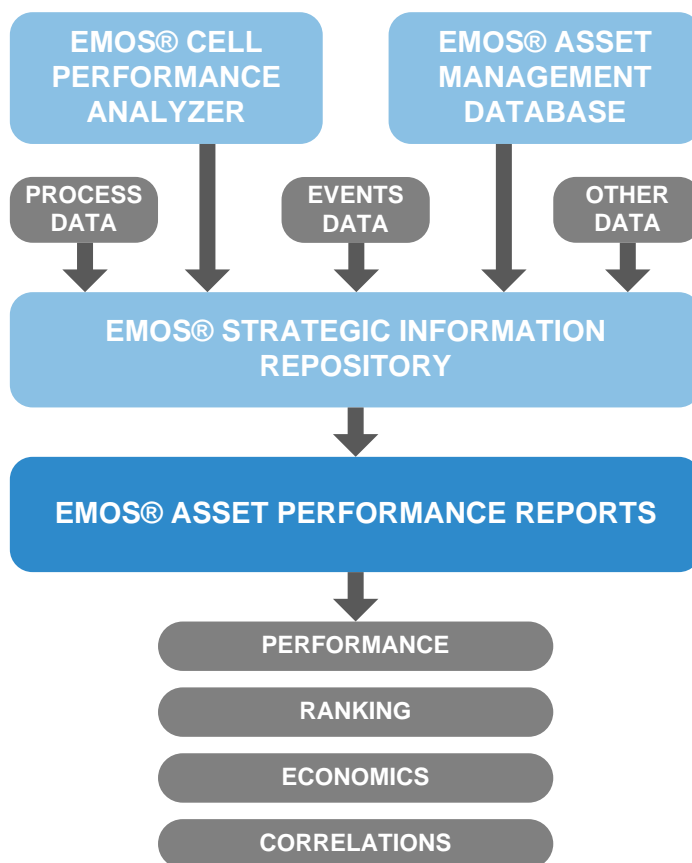 EMOS® CELL
PERFORMANCE
ANALYZER
EMOS® ASSET
MANAGEMENT
DATABASE
PROCESS
DATA
EVENTS
DATA
OTHER
DATA
EMOS® STRATEGIC INFORMATION
REPOSITORY
EMOS® ASSET PERFORMANCE REPORTS
PERFORMANCE
RANKING
ECONOMICS
CORRELATIONS